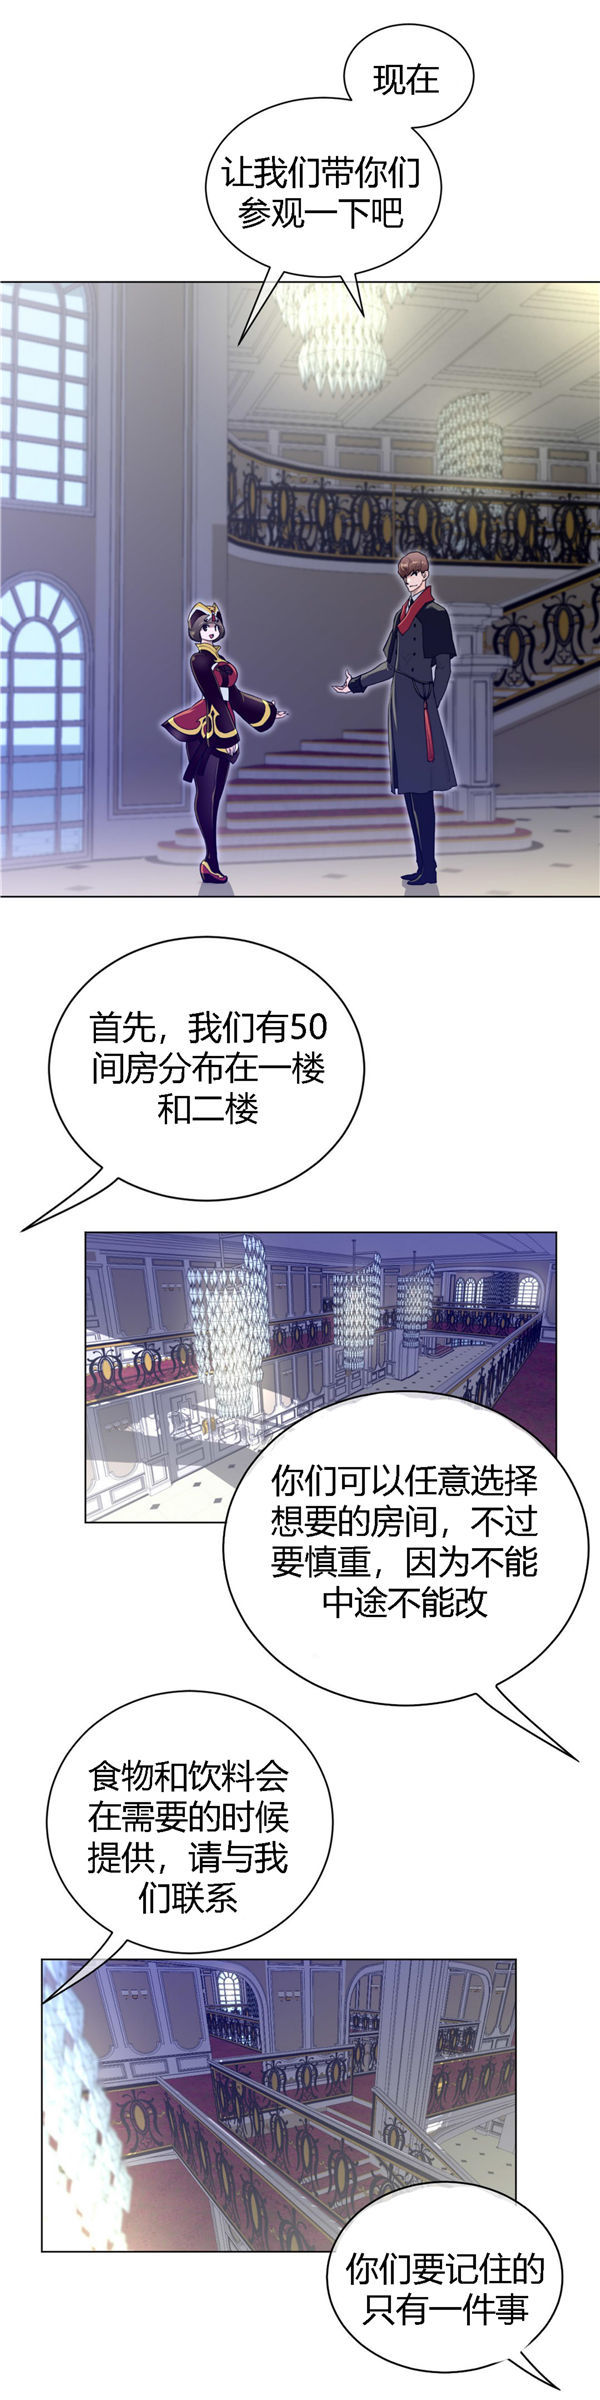 现在
让我们带你们
参观一下吧
首先，我们有50
间房分布在一楼
和二楼
你们可以任意选择
想要的房间，不过
要慎重，因为不能
中途不能改
食物和饮料会
在需要的时候
提供，请与我
们联系
你们要记住的
只有一件事